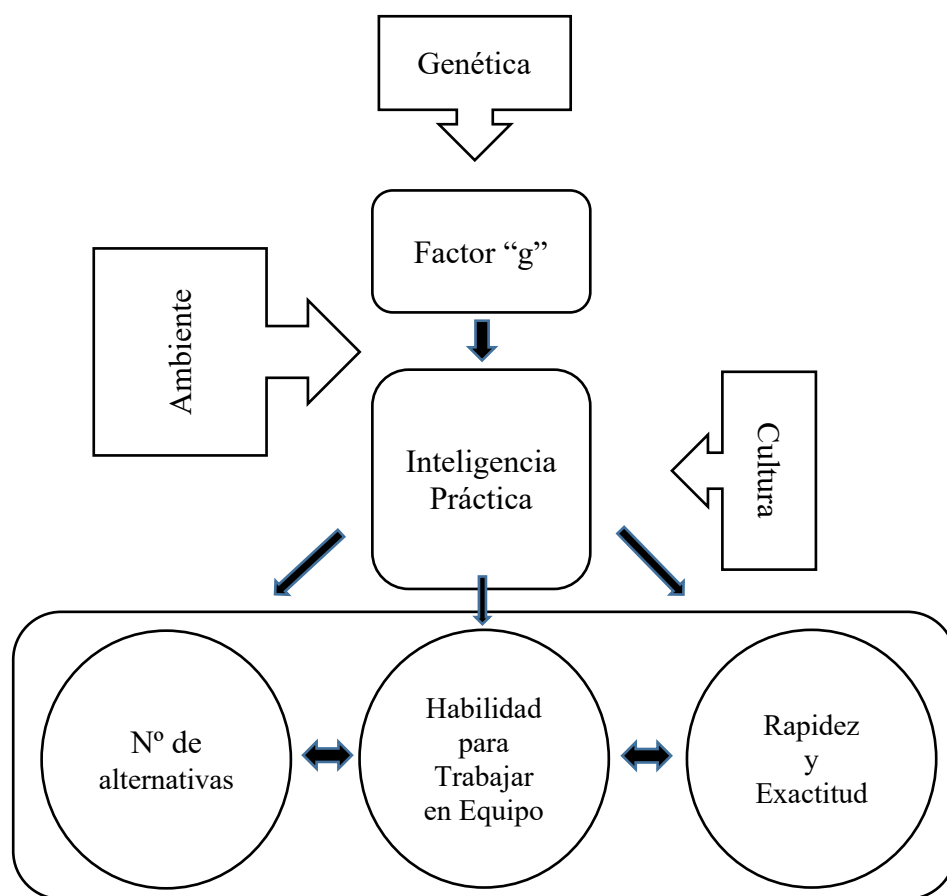 Genética
Factor “g”
Ambiente
Inteligencia
Práctica
Cultura
Nº de
alternativas
Habilidad
para
Trabajar
en Equipo
Rapidez
y
Exactitud